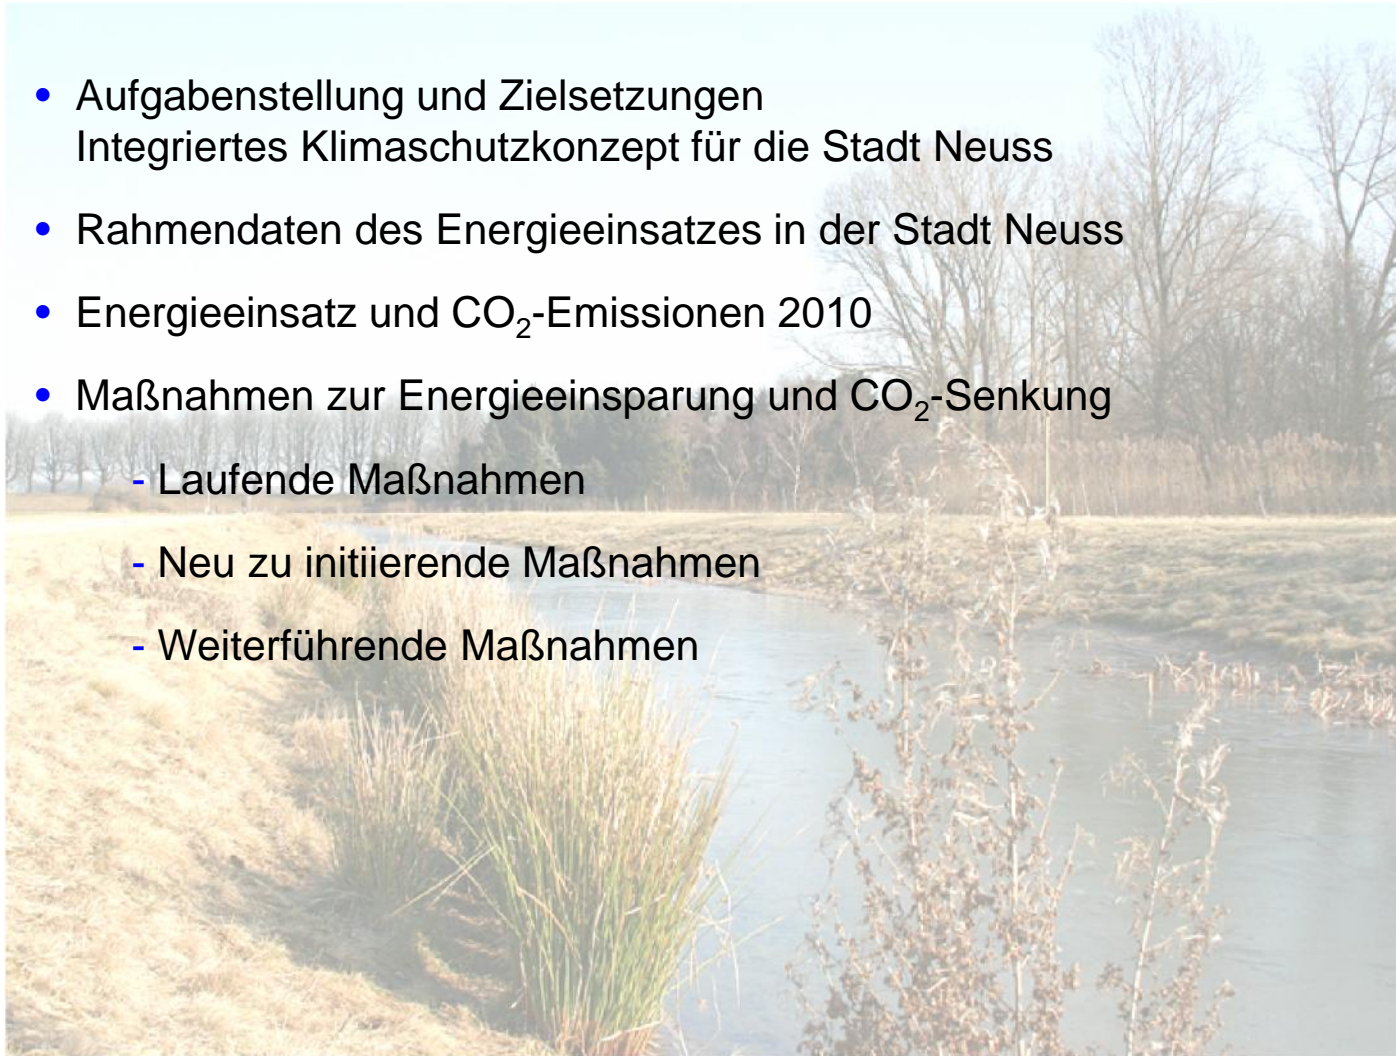 • Aufgabenstellung und Zielsetzungen
Integriertes Klimaschutzkonzept für die Stadt Neuss
• Rahmendaten des Energieeinsatzes in der Stadt Neuss
• Energieeinsatz und CO₂-Emissionen 2010
• Maßnahmen zur Energieeinsparung und CO₂-Senkung
- Laufende Maßnahmen
- Neu zu initiierende Maßnahmen
- Weiterführende Maßnahmen